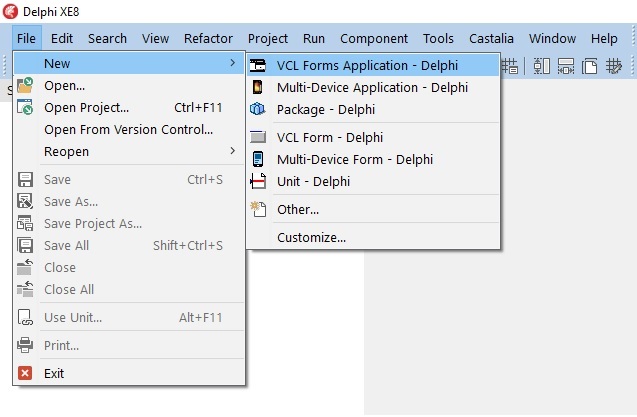 Delphi XE8
File Edit Search View Refactor Project Run Component Tools Castalia Window Help
New
Open...
Open Project... Ctrl+F11
Open From Version Control...
Reopen
Save Ctrl+S
Save As...
Save Project As...
Save All Shift+Ctrl+S
Close
Close All
Use Unit... Alt+F11
Print...
Exit
VCL Forms Application - Delphi
Multi-Device Application - Delphi
Package - Delphi
VCL Form - Delphi
Multi-Device Form - Delphi
Unit - Delphi
Other...
Customize...